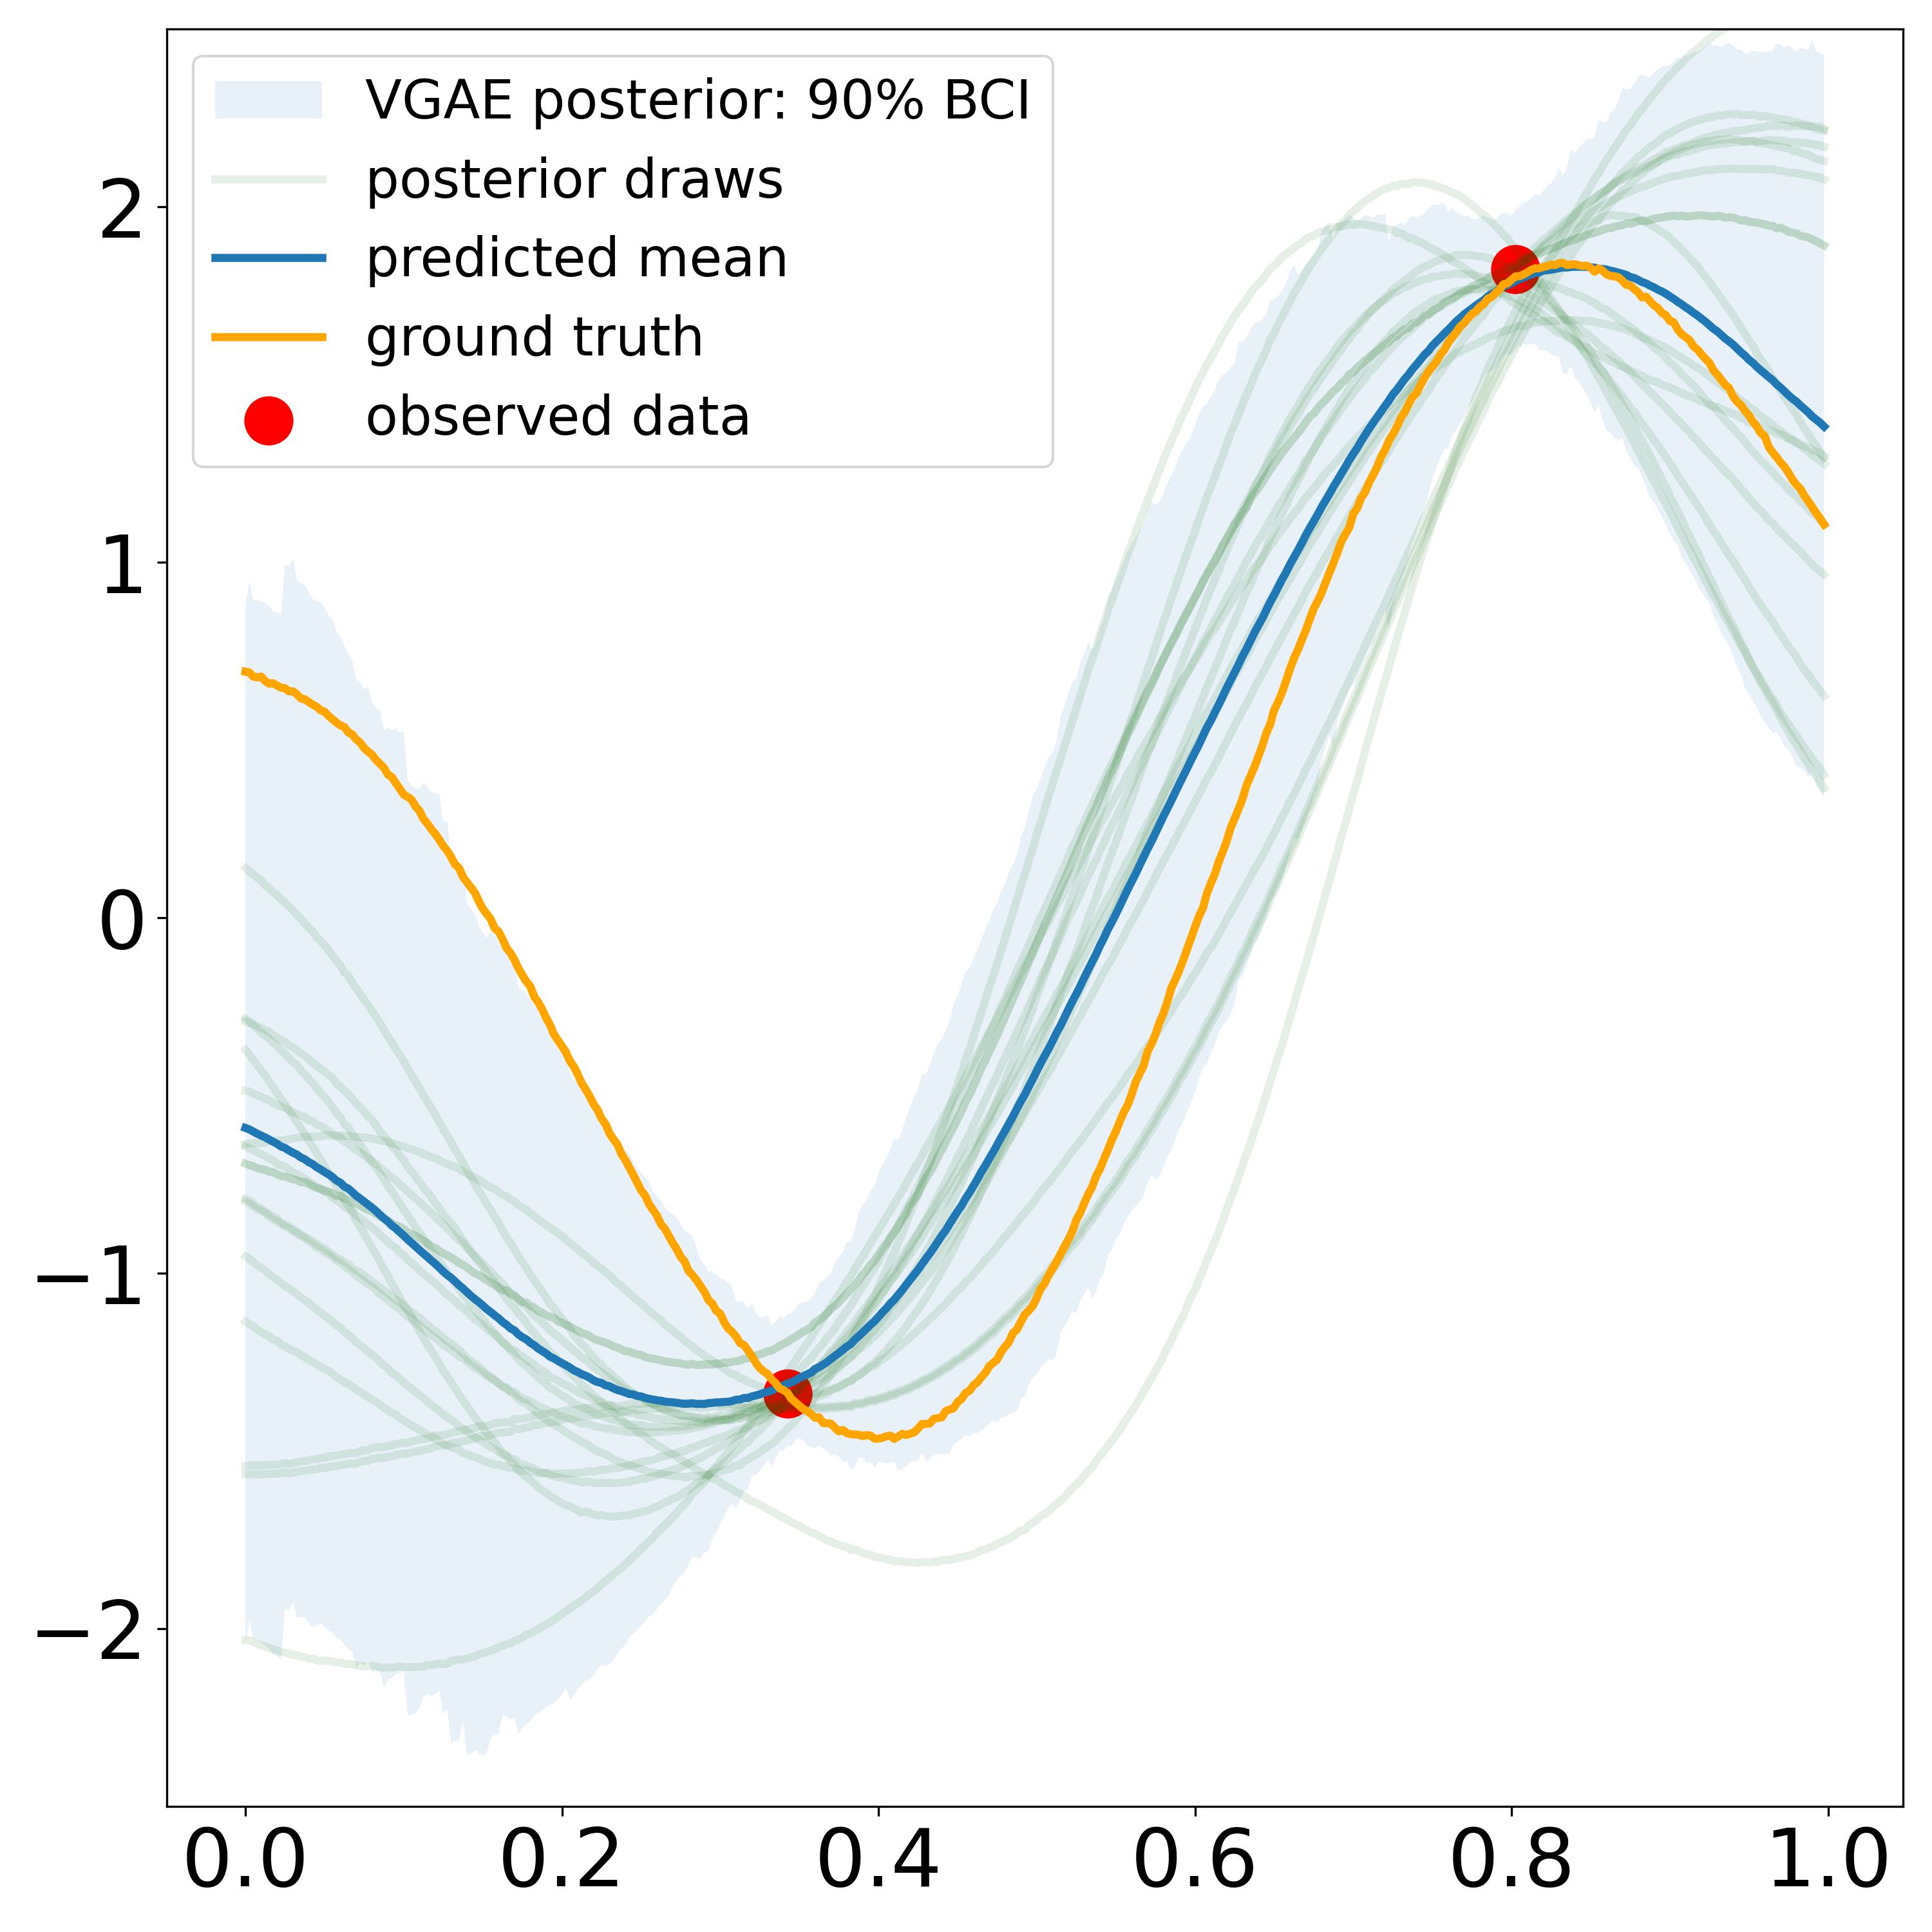 VGAE posterior: 90% BCI
posterior draws
predicted mean
ground truth
observed data
2
1
0
−1
−2
0.0 0.2 0.4 0.6 0.8 1.0